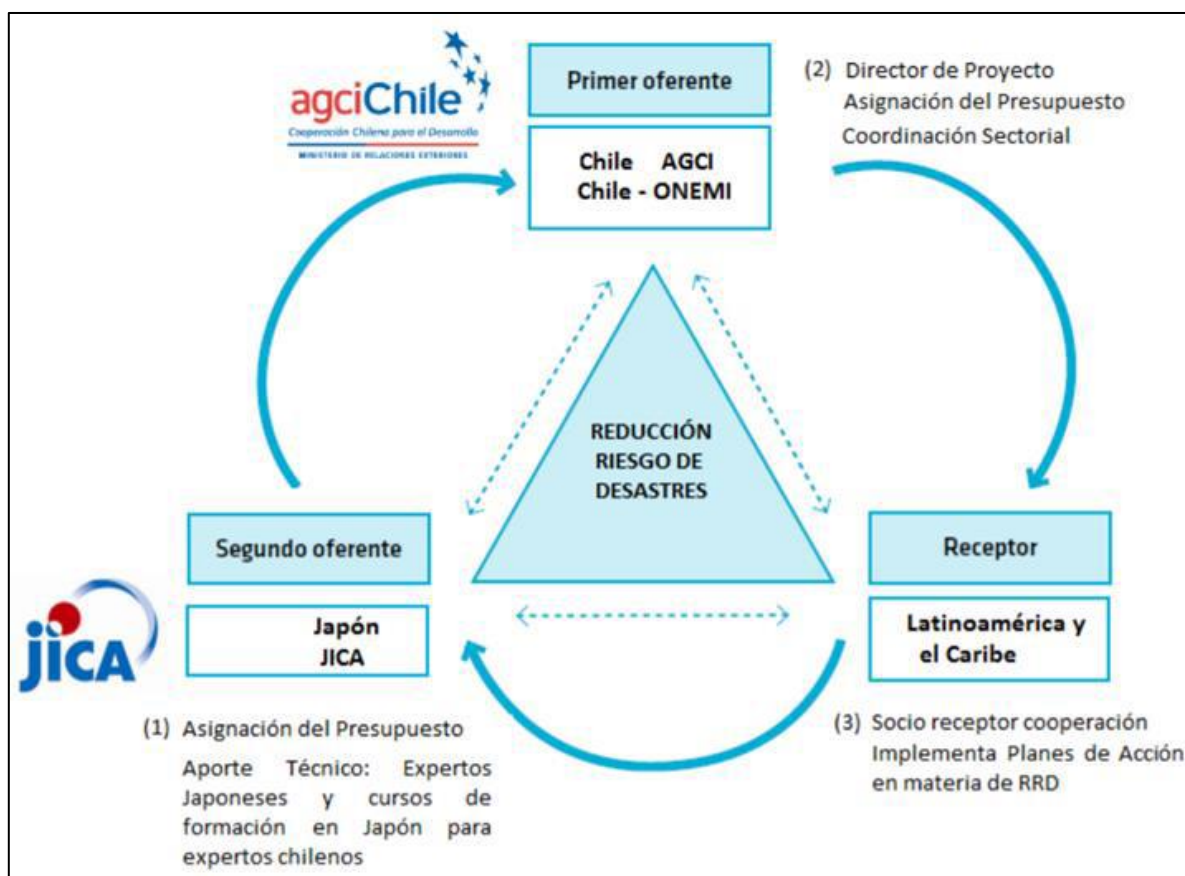 agciChile
Cooperación Chilena para el Desarrollo
MINISTERIO DE RELACIONES EXTERIORES
Primer oferente
Chile AGCI
Chile - ONEMI
(2) Director de Proyecto
Asignación del Presupuesto
Coordinación Sectorial
REDUCCIÓN
RIESGO DE
DESASTRES
Segundo oferente
Japón
JICA
jICA
(1) Asignación del Presupuesto
Aporte Técnico: Expertos
Japoneses y cursos de
formación en Japón para
expertos chilenos
Receptor
Latinoamérica y
el Caribe
(3) Socio receptor cooperación
Implementa Planes de Acción
en materia de RRD